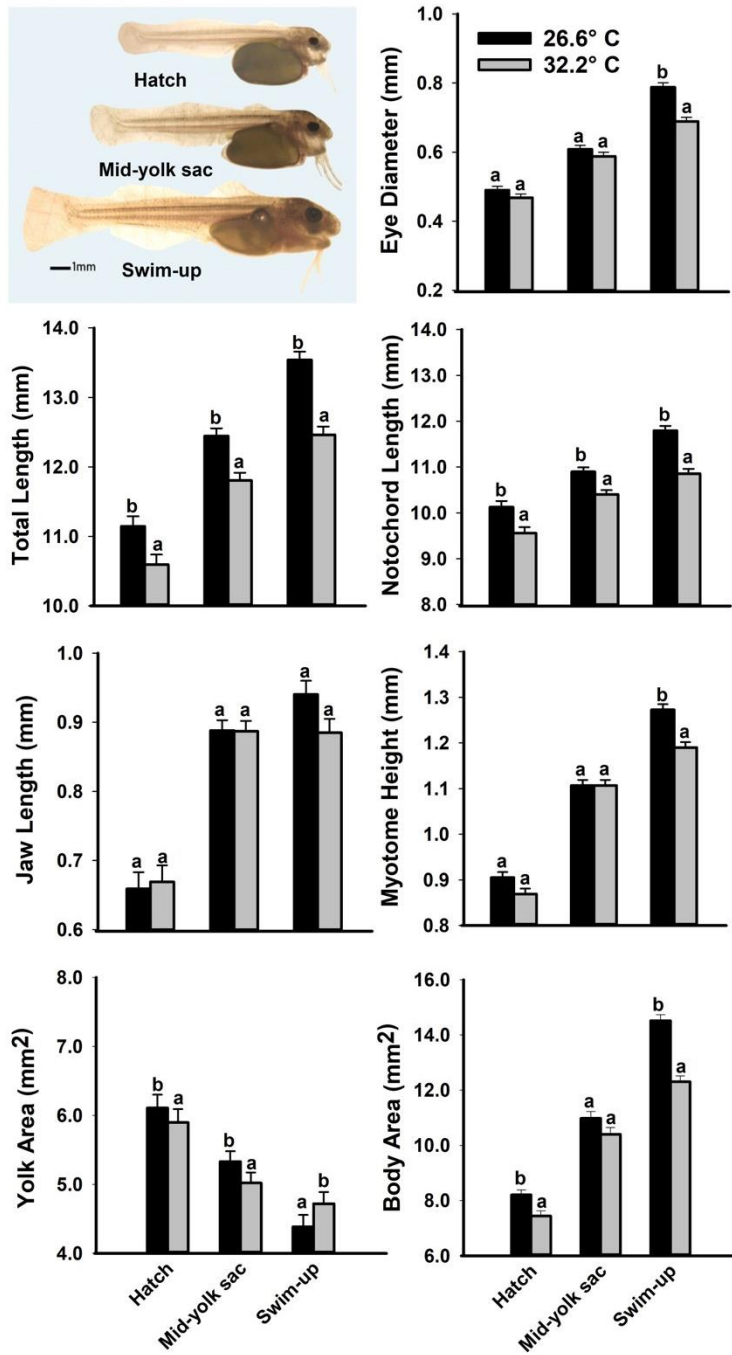 Hatch
Mid-yolk sac
1mm
Swim-up
26.6° C
32.2° C
Eye Diameter (mm)
1.0
0.8
0.6
0.4
0.2
a a
a a
b a
Total Length (mm)
14.0
13.0
12.0
11.0
10.0
b a
b a
b a
Notochord Length (mm)
14.0
13.0
12.0
11.0
10.0
9.0
8.0
b a
b a
b a
Jaw Length (mm)
1.0
0.9
0.8
0.7
0.6
a a
a a
a a
Myotome Height (mm)
1.4
1.3
1.2
1.1
1.0
0.9
0.8
a a
a a
b a
Yolk Area (mm2)
8.0
7.0
6.0
5.0
4.0
b a
b a
a b
Hatch
Mid-yolk sac
Swim-up
Body Area (mm2)
16.0
14.0
12.0
10.0
8.0
6.0
b a
a a
b a
Hatch
Mid-yolk sac
Swim-up